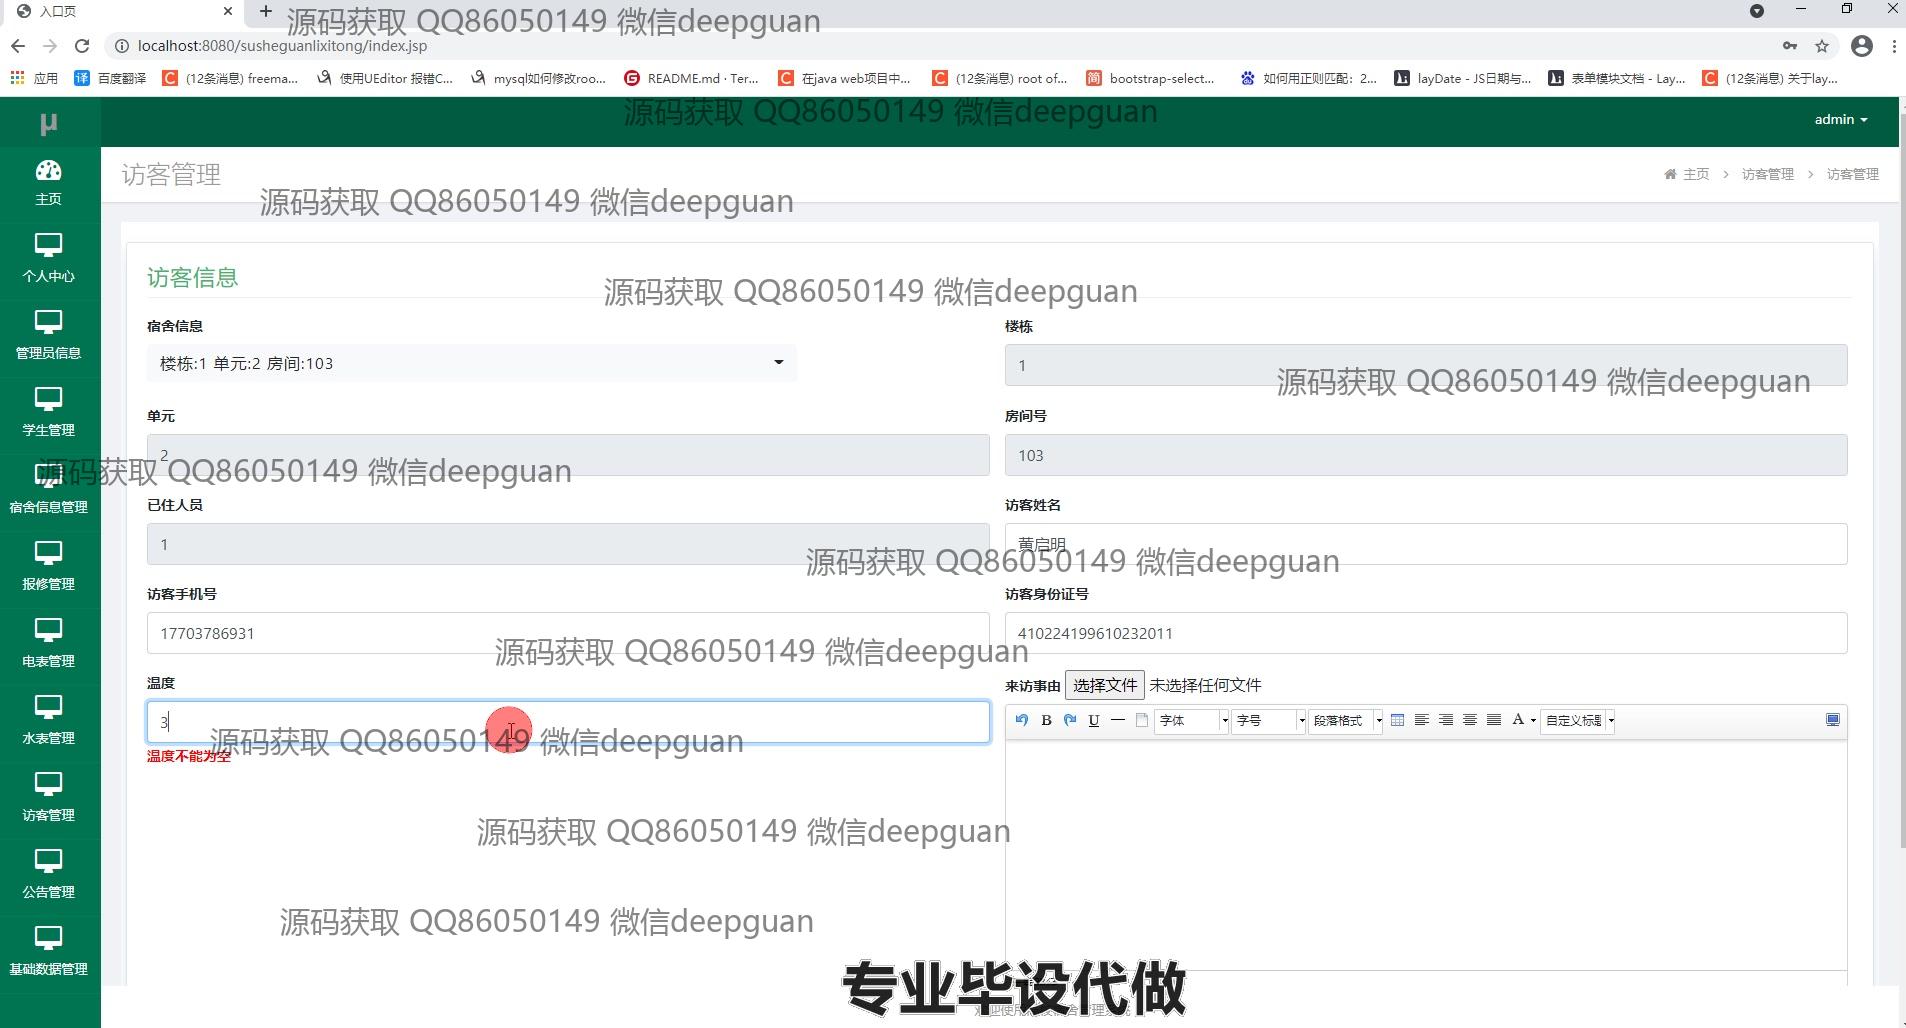 入口页
源码获取 QQ86050149 微信deepguan
localhost:8080/susheguanlixitong/index.jsp
应用
百度翻译
(12条消息) freema...
使用UEditor 报错C...
mysql如何修改roo...
README.md · Ter...
在java web项目中...
(12条消息) root of...
bootstrap-select...
如何用正则匹配：2...
layDate - JS日期与...
表单模块文档 - Lay...
(12条消息) 关于lay...
源码获取 QQ86050149 微信deepguan
μ
admin
主页
个人中心
管理员信息
学生管理
宿舍信息管理
报修管理
电表管理
水表管理
访客管理
公告管理
基础数据管理
访客管理
主页 > 访客管理 > 访客管理
源码获取 QQ86050149 微信deepguan
访客信息
源码获取 QQ86050149 微信deepguan
宿舍信息
楼栋:1 单元:2 房间:103
楼栋
1
源码获取 QQ86050149 微信deepguan
单元
2
房间号
103
源码获取 QQ86050149 微信deepguan
已住人员
1
访客姓名
黄启明
源码获取 QQ86050149 微信deepguan
访客手机号
17703786931
访客身份证号
410224199610232011
源码获取 QQ86050149 微信deepguan
温度
3
温度不能为空
来访事由 选择文件 未选择任何文件
B U 字体 字号 段落格式 A 自定义标题
源码获取 QQ86050149 微信deepguan
源码获取 QQ86050149 微信deepguan
源码获取 QQ86050149 微信deepguan
专业毕设代做